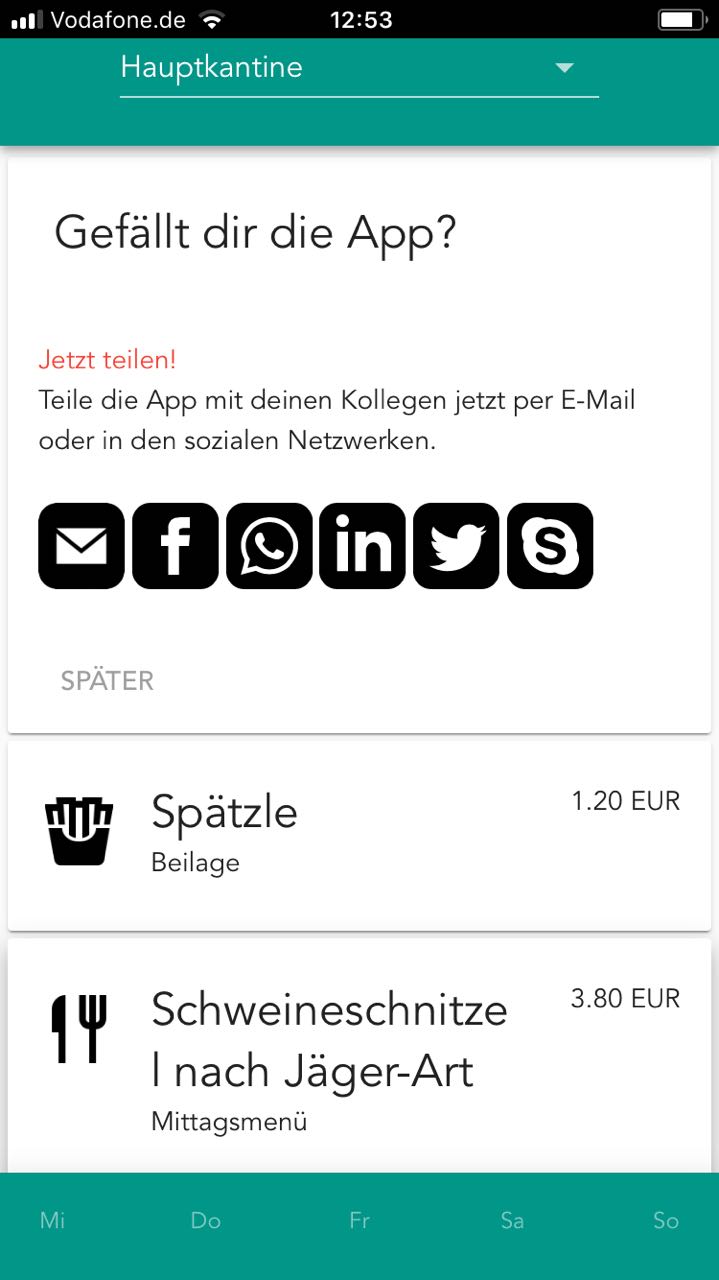 Vodafone.de 12:53
Hauptkantine
Gefällt dir die App?
Jetzt teilen!
Teile die App mit deinen Kollegen jetzt per E-Mail
oder in den sozialen Netzwerken.
SPÄTER
Spätzle 1.20 EUR
Beilage
Schweineschnitze 3.80 EUR
l nach Jäger-Art
Mittagsmenü
Mi Do Fr Sa So